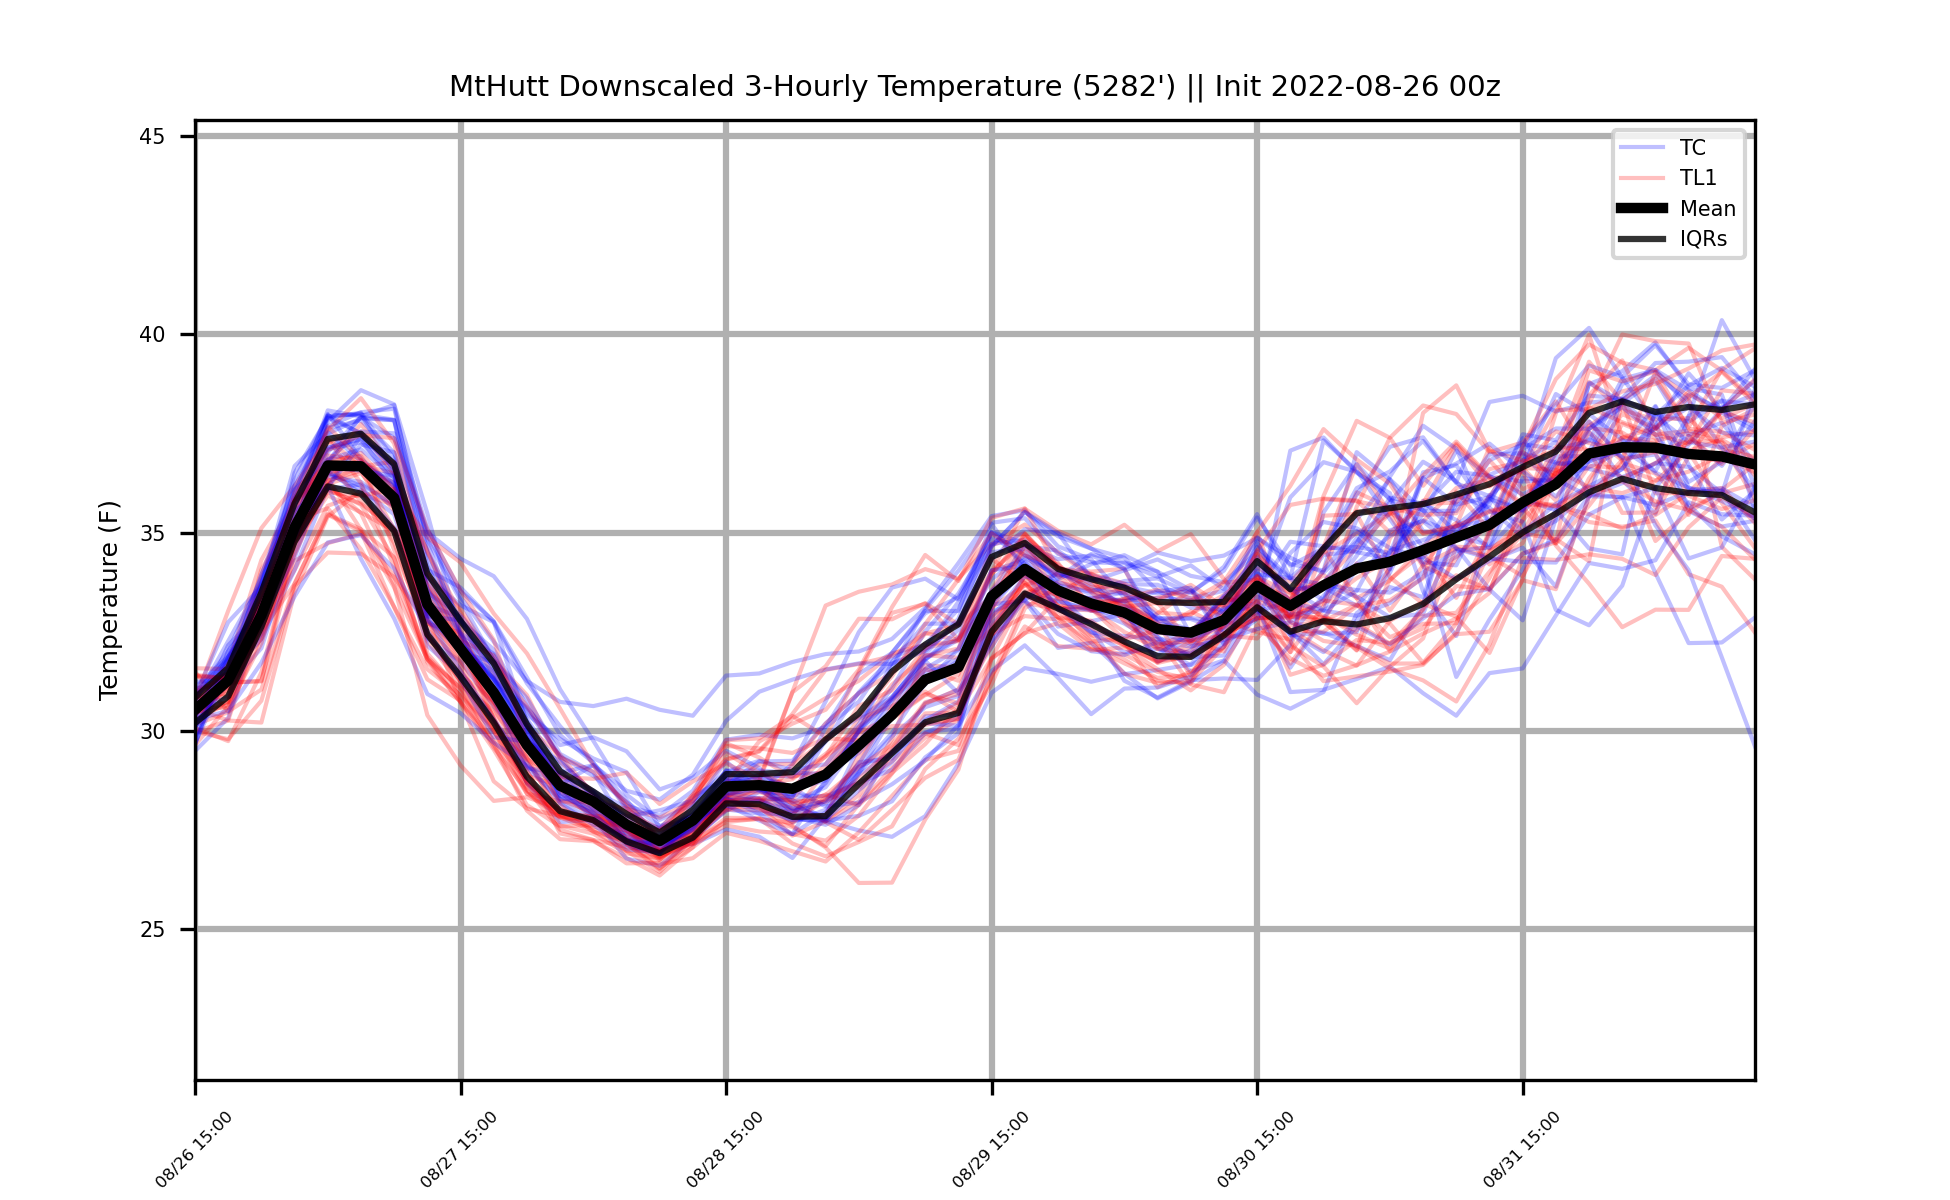 MtHutt Downscaled 3-Hourly Temperature (5282') || Init 2022-08-26 00z
TC
TL1
Mean
IQRs
Temperature (F)
45
40
35
30
25
08/26 15:00
08/27 15:00
08/28 15:00
08/29 15:00
08/30 15:00
08/31 15:00